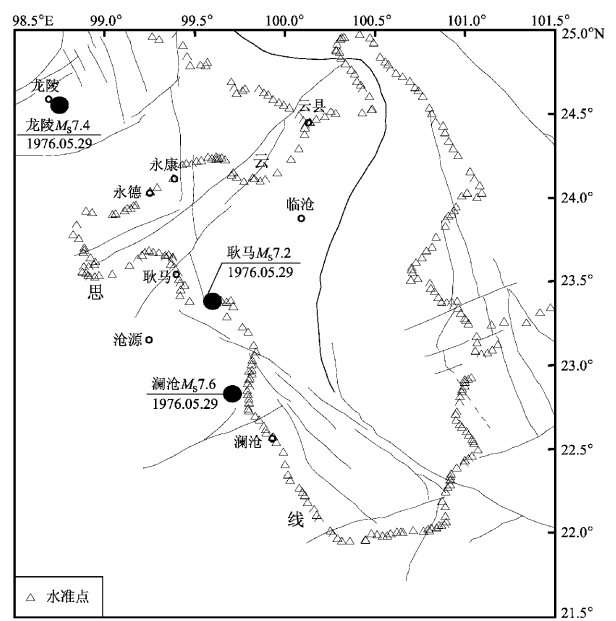 98.5°E 99.0 99.5 100.0 100.5 101.0 101.5
25.0°N
龙陵
龙陵Ms7.4
1976.05.29
云县
24.5°
永康
云
永德
24.0°
临沧
耿马Ms7.2
1976.05.29
耿马
23.5°
思
沧源
23.0°
澜沧Ms7.6
1976.05.29
澜沧
22.5°
线
22.0°
水准点
21.5°